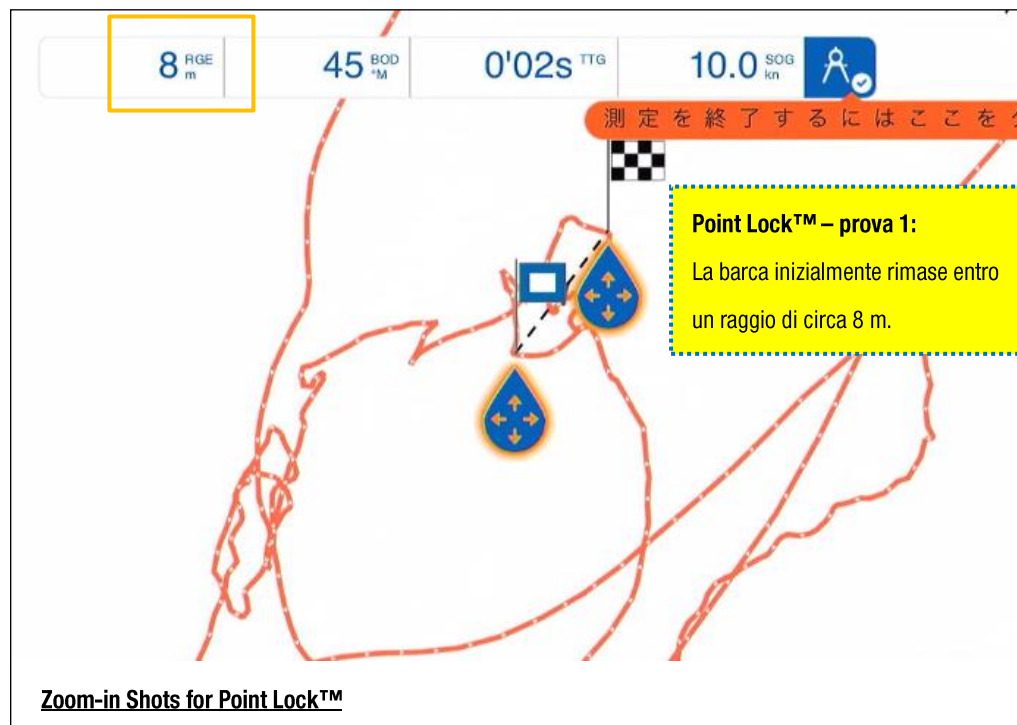 8 RGE m 45 BOD °M 0'02s TTG 10.0 SOG kn
測定を終了するにはここを
Point Lock™ – prova 1:
La barca inizialmente rimase entro
un raggio di circa 8 m.
Zoom-in Shots for Point Lock™